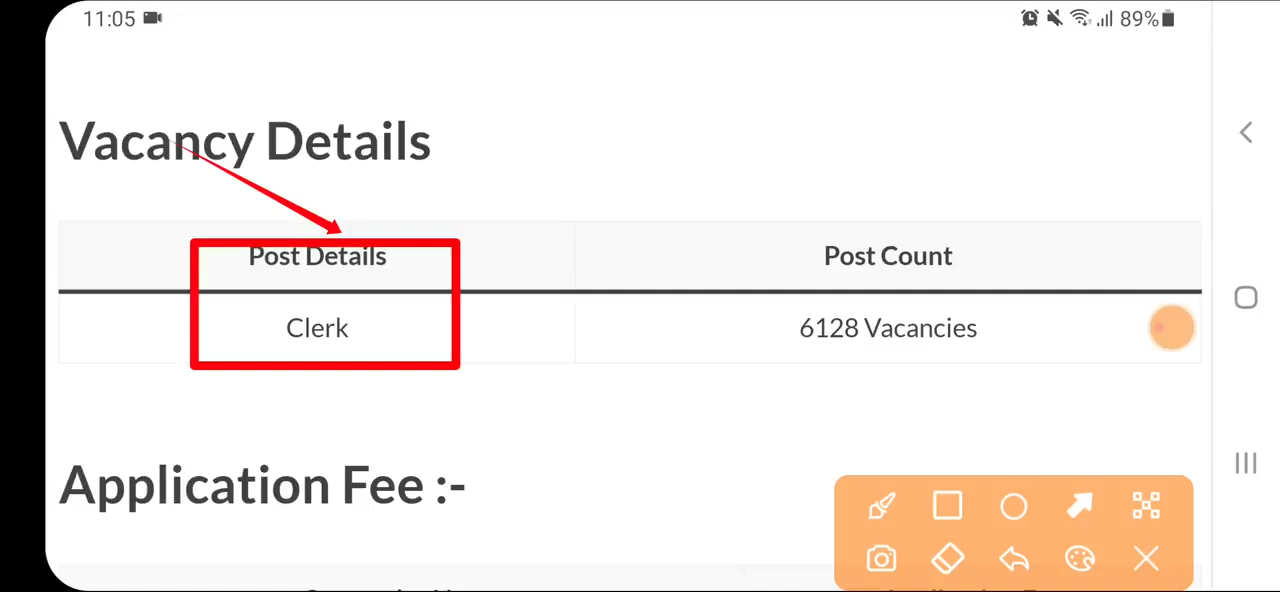 11:05
89%
Vacancy Details
Post Details Post Count
Clerk 6128 Vacancies
Application Fee :-